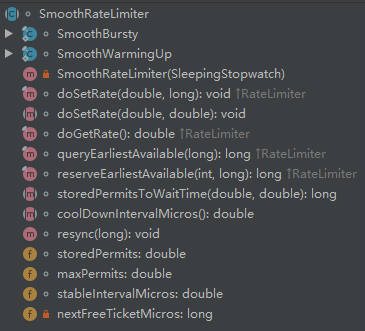 SmoothRateLimiter
SmoothBursty
SmoothWarmingUp
SmoothRateLimiter(SleepingStopwatch)
doSetRate(double, long): void ↑RateLimiter
doSetRate(double, double): void
doGetRate(): double ↑RateLimiter
queryEarliestAvailable(long): long ↑RateLimiter
reserveEarliestAvailable(int, long): long ↑RateLimiter
storedPermitsToWaitTime(double, double): long
coolDownIntervalMicros(): double
resync(long): void
storedPermits: double
maxPermits: double
stableIntervalMicros: double
nextFreeTicketMicros: long